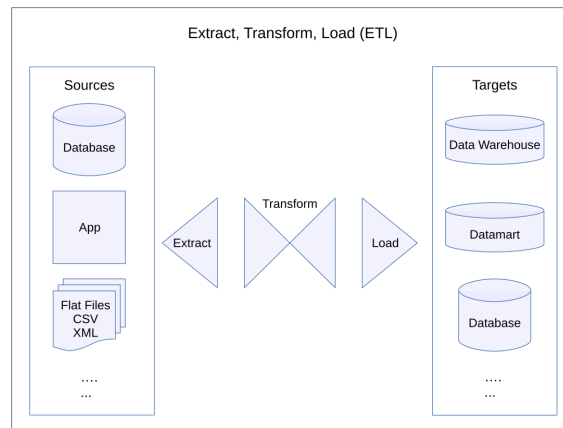 Extract, Transform, Load (ETL)
Sources
Database
App
Flat Files
CSV
XML
....
...
Extract
Transform
Load
Targets
Data Warehouse
Datamart
Database
....
...